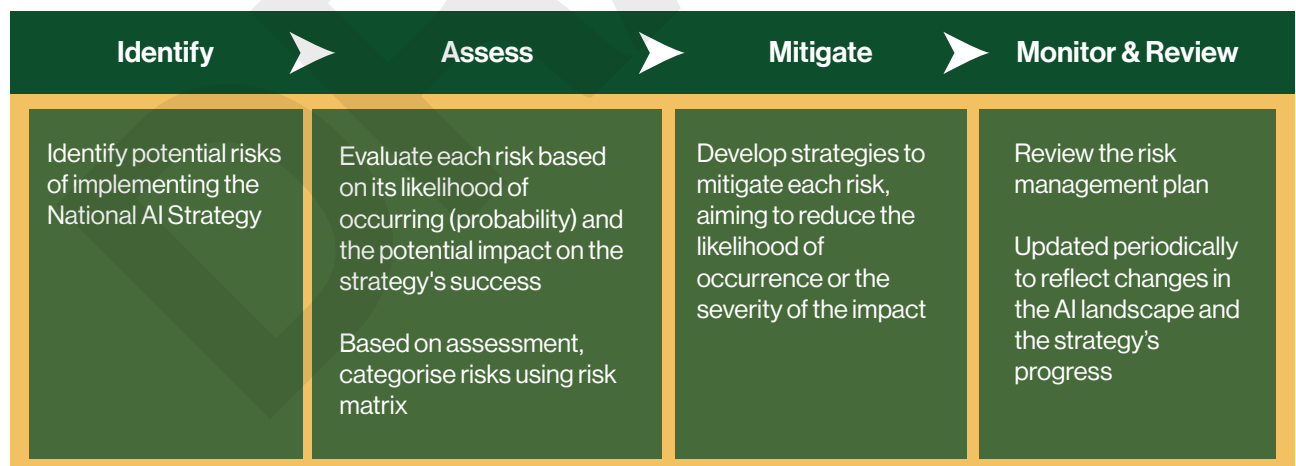 Identify
Assess
Mitigate
Monitor & Review
Identify potential risks
of implementing the
National AI Strategy
Evaluate each risk based
on its likelihood of
occurring (probability) and
the potential impact on the
strategy's success
Based on assessment,
categorise risks using risk
matrix
Develop strategies to
mitigate each risk,
aiming to reduce the
likelihood of
occurrence or the
severity of the impact
Review the risk
management plan
Updated periodically
to reflect changes in
the AI landscape and
the strategy’s
progress